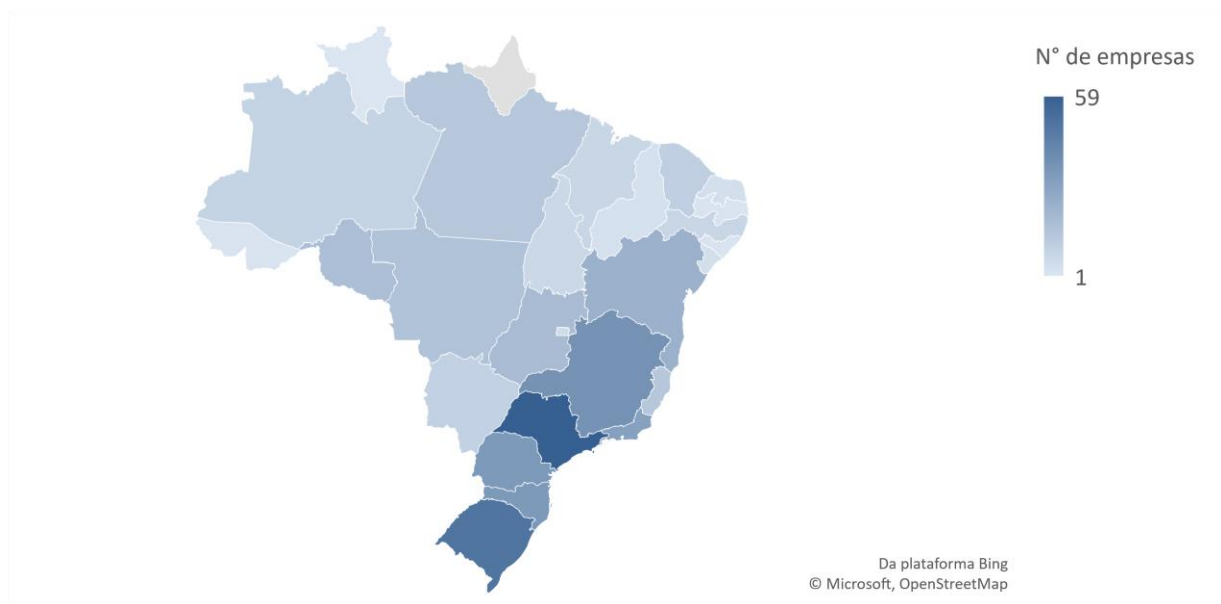 N° de empresas
59
1
Da plataforma Bing
© Microsoft, OpenStreetMap